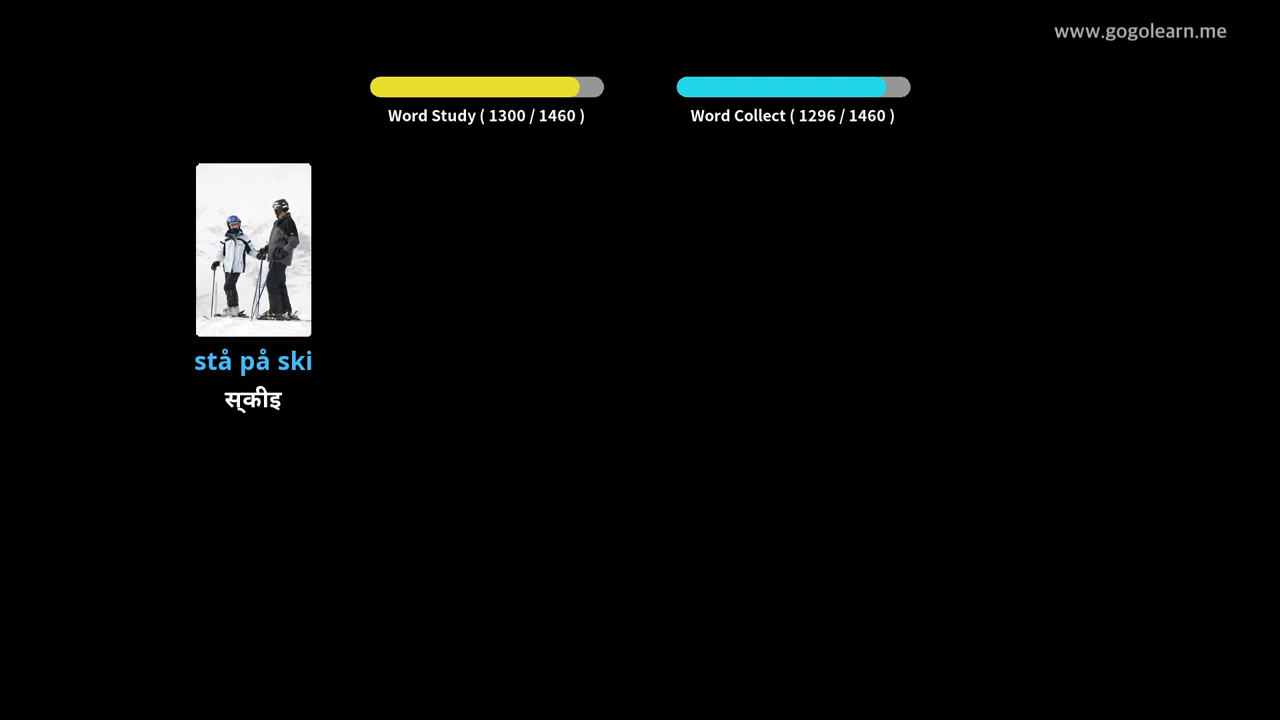 www.gogolearn.me
Word Study ( 1300 / 1460 )
Word Collect ( 1296 / 1460 )
stå på ski
स्कीइ